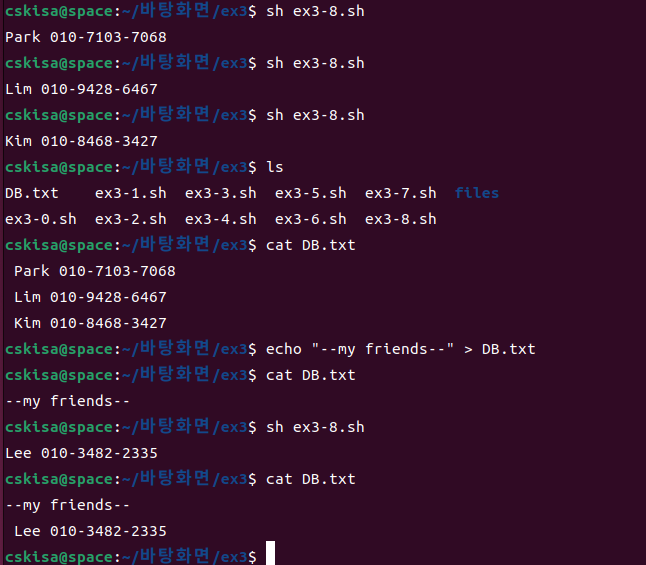 cskisa@space:~/바탕화면/ex3$ sh ex3-8.sh
Park 010-7103-7068
cskisa@space:~/바탕화면/ex3$ sh ex3-8.sh
Lim 010-9428-6467
cskisa@space:~/바탕화면/ex3$ sh ex3-8.sh
Kim 010-8468-3427
cskisa@space:~/바탕화면/ex3$ ls
DB.txt    ex3-1.sh  ex3-3.sh  ex3-5.sh  ex3-7.sh  files
ex3-0.sh  ex3-2.sh  ex3-4.sh  ex3-6.sh  ex3-8.sh
cskisa@space:~/바탕화면/ex3$ cat DB.txt
 Park 010-7103-7068
 Lim 010-9428-6467
 Kim 010-8468-3427
cskisa@space:~/바탕화면/ex3$ echo "--my friends--" > DB.txt
cskisa@space:~/바탕화면/ex3$ cat DB.txt
--my friends--
cskisa@space:~/바탕화면/ex3$ sh ex3-8.sh
Lee 010-3482-2335
cskisa@space:~/바탕화면/ex3$ cat DB.txt
--my friends--
 Lee 010-3482-2335
cskisa@space:~/바탕화면/ex3$